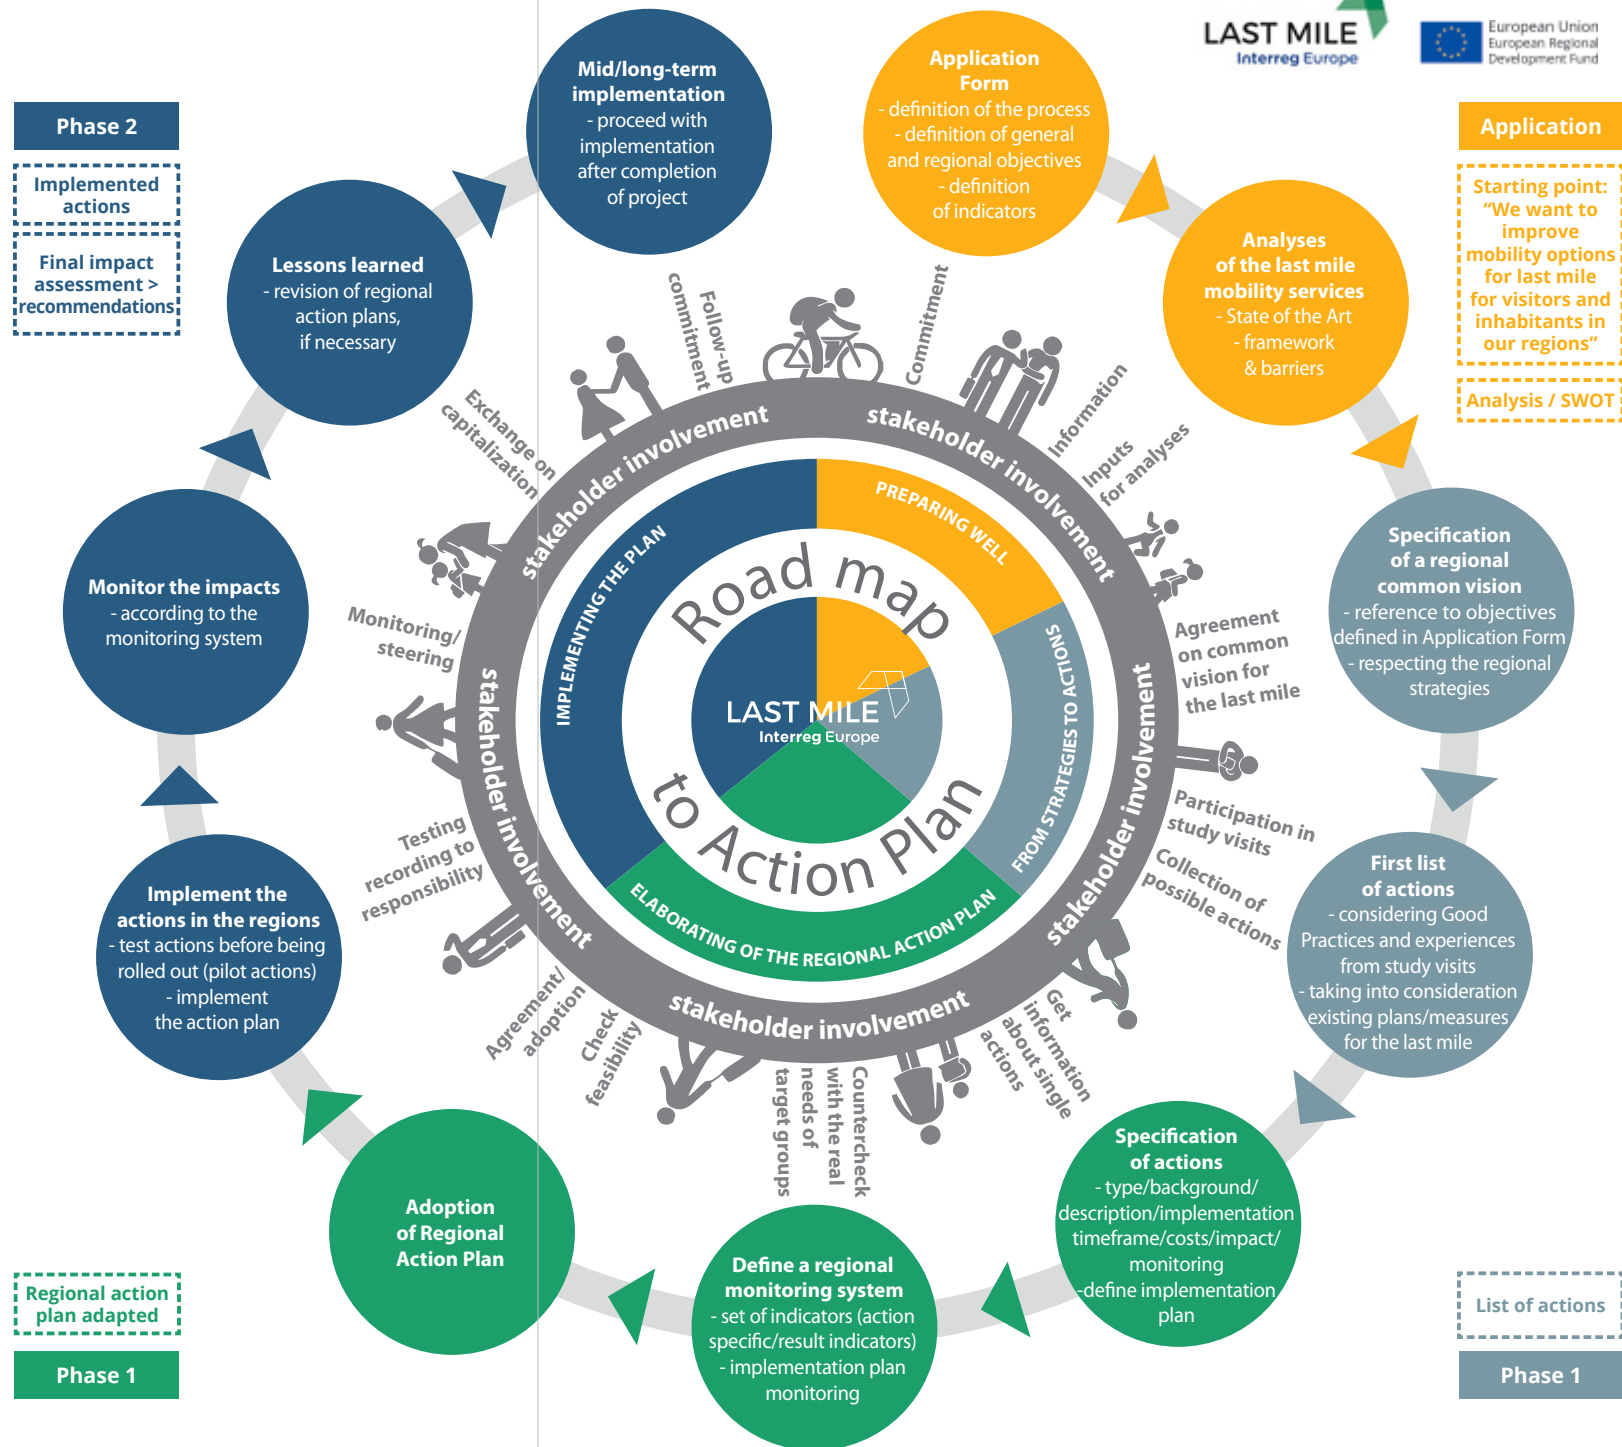 LAST MILE
Interreg Europe
European Union
European Regional
Development Fund
Application
Starting point:
“We want to
improve
mobility options
for last mile
for visitors and
inhabitants in
our regions”
Analysis / SWOT
Application
Form
- definition of the process
- definition of general
and regional objectives
- definition
of indicators
Analyses
of the last mile
mobility services
- State of the Art
- framework
& barriers
Specification
of a regional
common vision
- reference to objectives
defined in Application Form
- respecting the regional
strategies
First list
of actions
- considering Good
Practices and experiences
from study visits
- taking into consideration
existing plans/measures
for the last mile
List of actions
Phase 1
Specification
of actions
- type/background/
description/implementation
timeframe/costs/impact/
monitoring
-define implementation
plan
Define a regional
monitoring system
- set of indicators (action
specific/result indicators)
- implementation plan
monitoring
Adoption
of Regional
Action Plan
Regional action
plan adapted
Phase 1
Implement the
actions in the regions
- test actions before being
rolled out (pilot actions)
- implement
the action plan
Monitor the impacts
- according to the
monitoring system
Lessons learned
- revision of regional
action plans,
if necessary
Mid/long-term
implementation
- proceed with
implementation
after completion
of project
Phase 2
Implemented
actions
Final impact
assessment >
recommendations
Commitment
Information
Inputs
for analyses
Agreement
on common
vision for
the last mile
Participation in
study visits
Collection of
possible actions
Get
information
about single
actions
Countercheck
with the real
needs of
target groups
Check
feasibility
Agreement/
adoption
Testing
recording to
responsibility
Monitoring/
steering
Exchange on
capitalization
Follow-up
commitment
stakeholder involvement
stakeholder involvement
stakeholder involvement
stakeholder involvement
stakeholder involvement
stakeholder involvement
PREPARING WELL
FROM STRATEGIES TO ACTIONS
ELABORATING OF THE REGIONAL ACTION PLAN
IMPLEMENTING THE PLAN
Road map
to Action Plan
LAST MILE
Interreg Europe